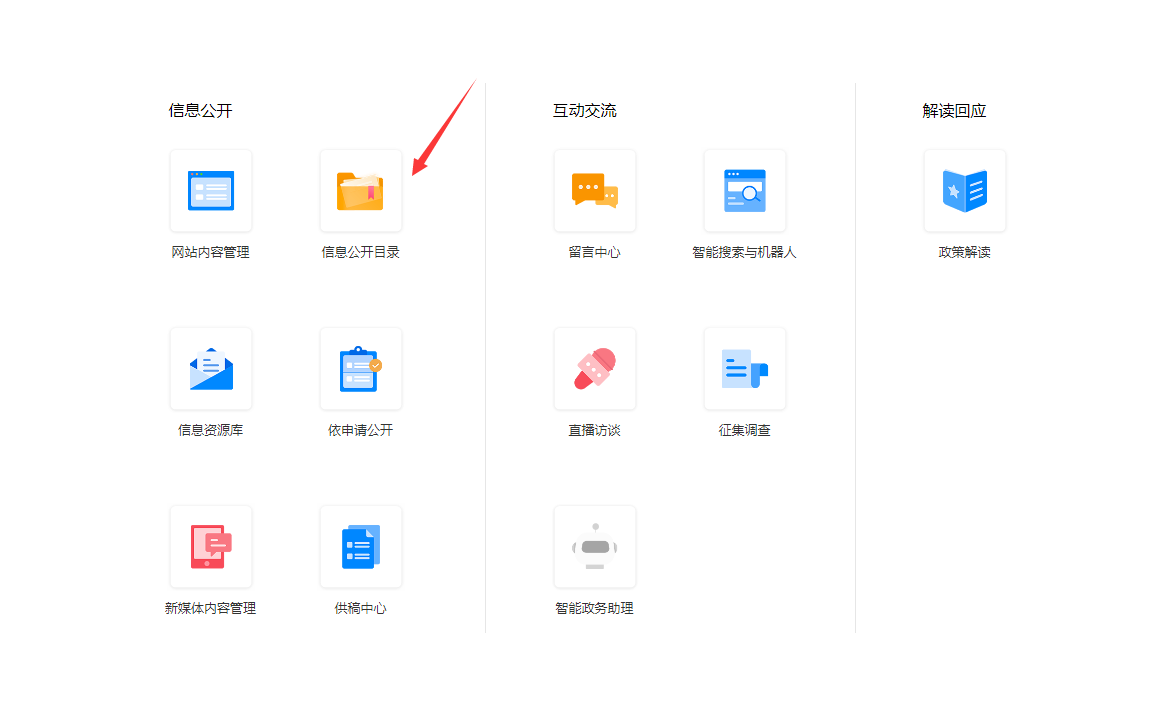 信息公开
互动交流
解读回应
网站内容管理
信息公开目录
留言中心
智能搜索与机器人
政策解读
信息资源库
依申请公开
直播访谈
征集调查
新媒体内容管理
供稿中心
智能政务助理